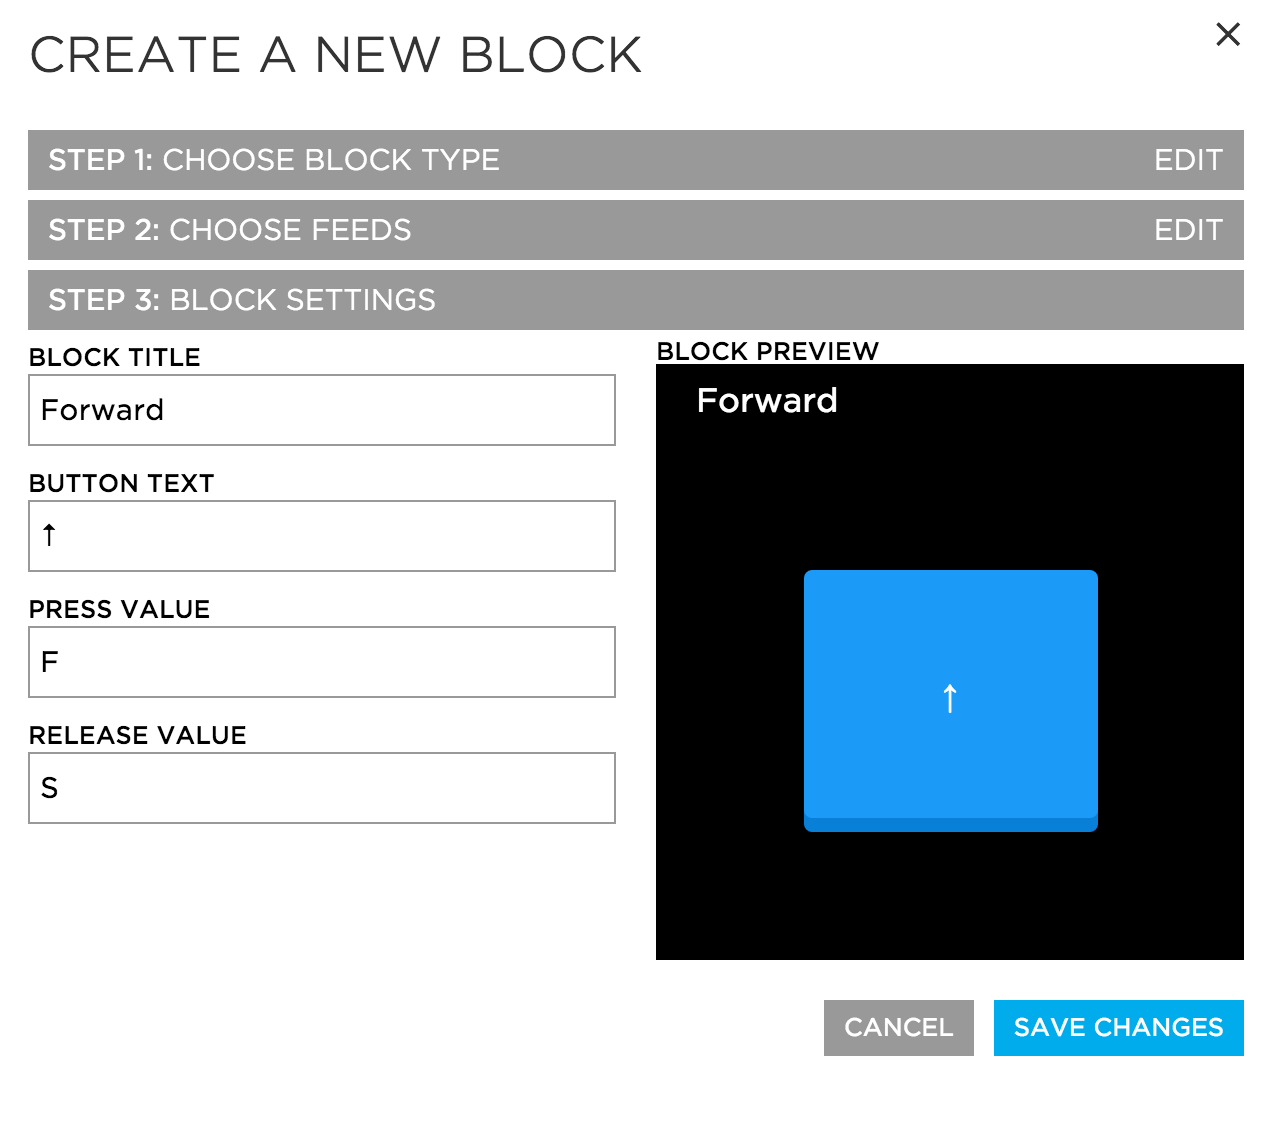 CREATE A NEW BLOCK
×
STEP 1: CHOOSE BLOCK TYPE EDIT
STEP 2: CHOOSE FEEDS EDIT
STEP 3: BLOCK SETTINGS
BLOCK TITLE
Forward
BUTTON TEXT
↑
PRESS VALUE
F
RELEASE VALUE
S
BLOCK PREVIEW
Forward
↑
CANCEL SAVE CHANGES